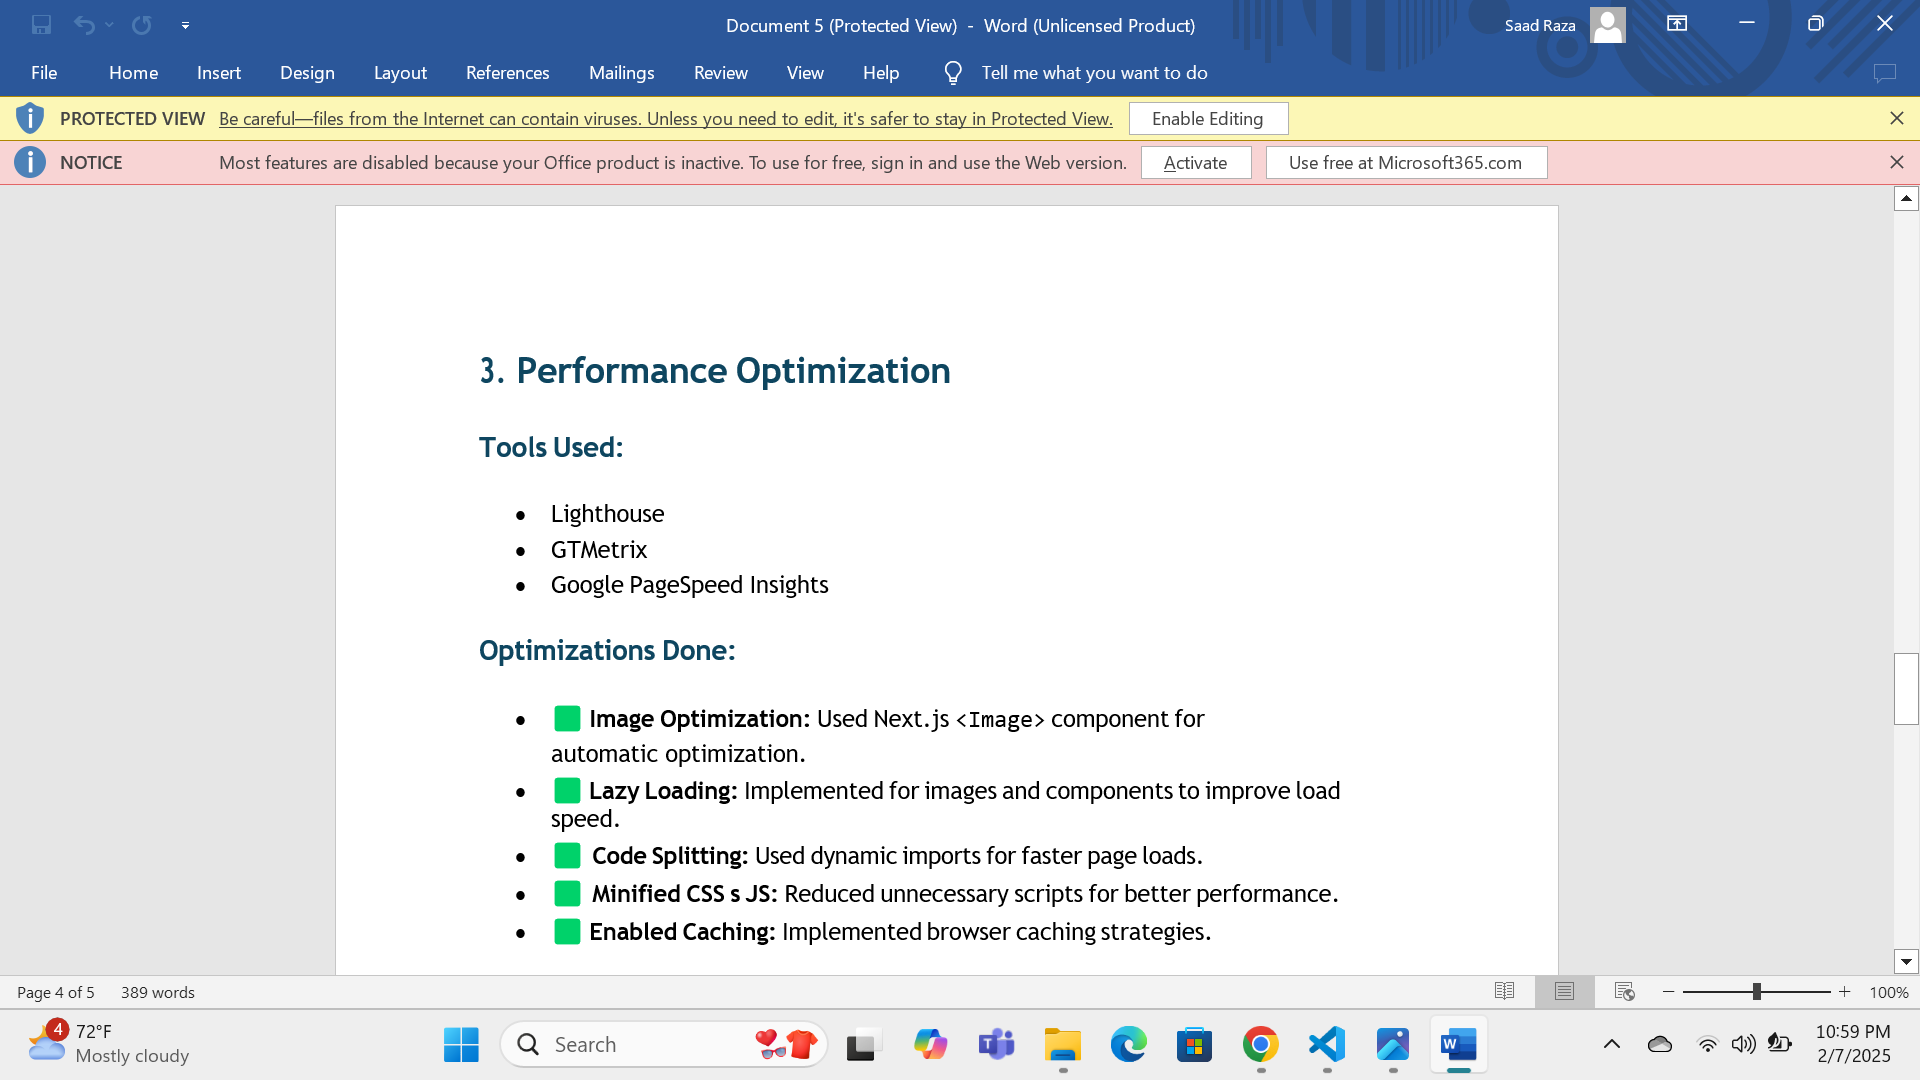 Document 5 (Protected View)  -  Word (Unlicensed Product)
Saad Raza
File Home Insert Design Layout References Mailings Review View Help Tell me what you want to do
PROTECTED VIEW Be careful—files from the Internet can contain viruses. Unless you need to edit, it's safer to stay in Protected View. Enable Editing
NOTICE Most features are disabled because your Office product is inactive. To use for free, sign in and use the Web version. Activate Use free at Microsoft365.com
3. Performance Optimization
Tools Used:
• Lighthouse
• GTMetrix
• Google PageSpeed Insights
Optimizations Done:
• Image Optimization: Used Next.js <Image> component for
automatic optimization.
• Lazy Loading: Implemented for images and components to improve load
speed.
• Code Splitting: Used dynamic imports for faster page loads.
• Minified CSS s JS: Reduced unnecessary scripts for better performance.
• Enabled Caching: Implemented browser caching strategies.
Page 4 of 5 389 words 100%
4 72°F
Mostly cloudy
Search
10:59 PM
2/7/2025